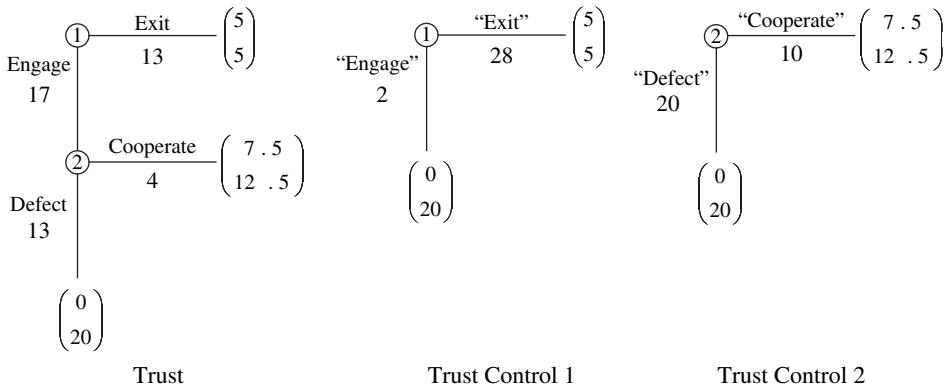 1 Exit 13 (5 5)
Engage 17
2 Cooperate 4 (7 . 5 12 . 5)
Defect 13
(0 20)
Trust
1 “Exit” 28 (5 5)
“Engage” 2
(0 20)
Trust Control 1
2 “Cooperate” 10 (7 . 5 12 . 5)
“Defect” 20
(0 20)
Trust Control 2